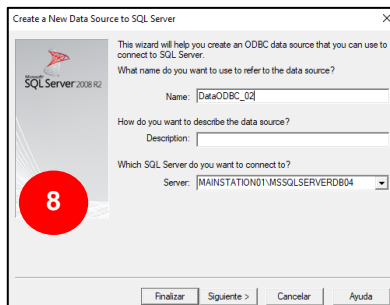 Create a New Data Source to SQL Server
This wizard will help you create an ODBC data source that you can use to
connect to SQL Server.
What name do you want to use to refer to the data source?
Name: DataODBC_02
How do you want to describe the data source?
Description:
Which SQL Server do you want to connect to?
Server: MAINSTATION01\MSSQLSERVERDB04
Microsoft
SQL Server 2008 R2
8
Finalizar
Siguiente >
Cancelar
Ayuda